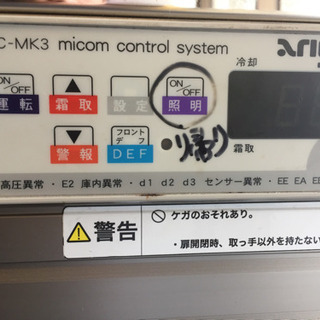 C-MK3 micom control system
冷却
ON/OFF ▲ ON/OFF
運転 霜取 設定 照明
▼ フロントデフ
警報 DEF 霜取
高圧異常・E2 庫内異常・d1 d2 d3 センサー異常・EE EA
⚠警告
・ケガのおそれあり。
・扉開閉時、取っ手以外を持たない